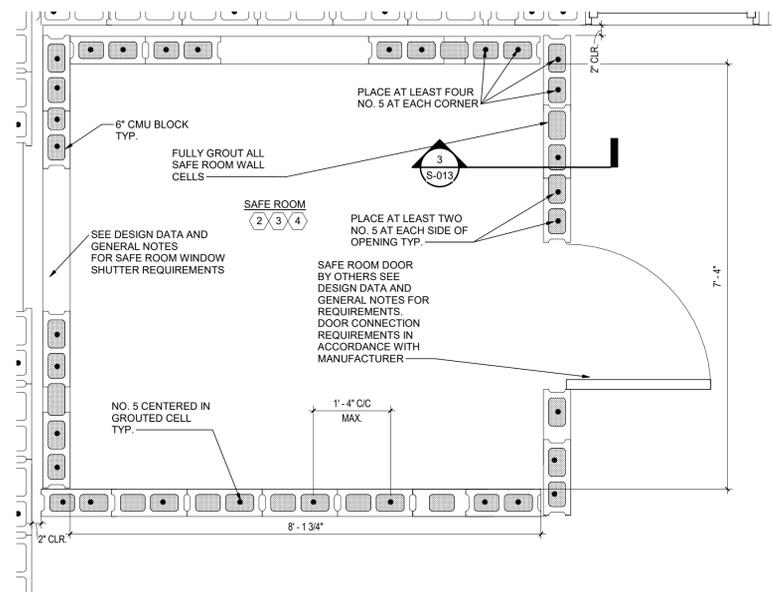 2" CLR.
PLACE AT LEAST FOUR
NO. 5 AT EACH CORNER
6" CMU BLOCK
TYP.
FULLY GROUT ALL
SAFE ROOM WALL
CELLS
3
S-013
SAFE ROOM
2 3 4
PLACE AT LEAST TWO
NO. 5 AT EACH SIDE OF
OPENING TYP.
SEE DESIGN DATA AND
GENERAL NOTES
FOR SAFE ROOM WINDOW
SHUTTER REQUIREMENTS
SAFE ROOM DOOR
BY OTHERS SEE
DESIGN DATA AND
GENERAL NOTES FOR
REQUIREMENTS.
DOOR CONNECTION
REQUIREMENTS IN
ACCORDANCE WITH
MANUFACTURER
7' - 4"
NO. 5 CENTERED IN
GROUTED CELL
TYP.
1' - 4" C/C
MAX.
8' - 1 3/4"
2" CLR.